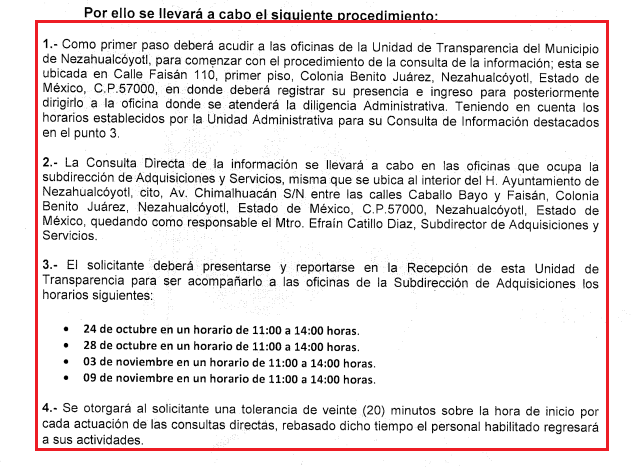 Por ello se llevará a cabo el siguiente procedimiento:
1.- Como primer paso deberá acudir a las oficinas de la Unidad de Transparencia del Municipio
de Nezahualcóyotl, para comenzar con el procedimiento de la consulta de la información; esta se
ubicada en Calle Faisán 110, primer piso, Colonia Benito Juárez, Nezahualcóyotl, Estado de
México, C.P.57000, en donde deberá registrar su presencia e ingreso para posteriormente
dirigirlo a la oficina donde se atenderá la diligencia Administrativa. Teniendo en cuenta los
horarios establecidos por la Unidad Administrativa para su Consulta de Información destacados
en el punto 3.
2.- La Consulta Directa de la información se llevará a cabo en las oficinas que ocupa la
subdirección de Adquisiciones y Servicios, misma que se ubica al interior del H. Ayuntamiento de
Nezahualcóyotl, cito, Av. Chimalhuacán S/N entre las calles Caballo Bayo y Faisán, Colonia
Benito Juárez, Nezahualcóyotl, Estado de México, C.P.57000, Nezahualcóyotl, Estado de
México, quedando como responsable el Mtro. Efraín Catillo Diaz, Subdirector de Adquisiciones y
Servicios.
3.- El solicitante deberá presentarse y reportarse en la Recepción de esta Unidad de
Transparencia para ser acompañarlo a las oficinas de la Subdirección de Adquisiciones los
horarios siguientes:
• 24 de octubre en un horario de 11:00 a 14:00 horas.
• 28 de octubre en un horario de 11:00 a 14:00 horas.
• 03 de noviembre en un horario de 11:00 a 14:00 horas.
• 09 de noviembre en un horario de 11:00 a 14:00 horas.
4.- Se otorgará al solicitante una tolerancia de veinte (20) minutos sobre la hora de inicio por
cada actuación de las consultas directas, rebasado dicho tiempo el personal habilitado regresará
a sus actividades.